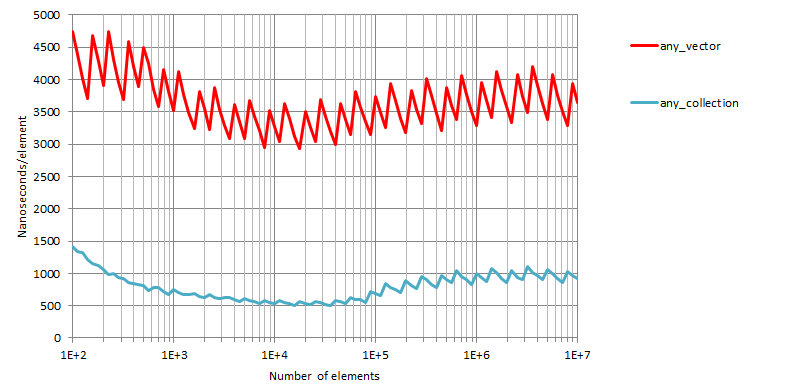 5000
4500
4000
3500
3000
2500
2000
1500
1000
500
0
Nanoseconds/element
1E+2 1E+3 1E+4 1E+5 1E+6 1E+7
Number of elements
any_vector
any_collection